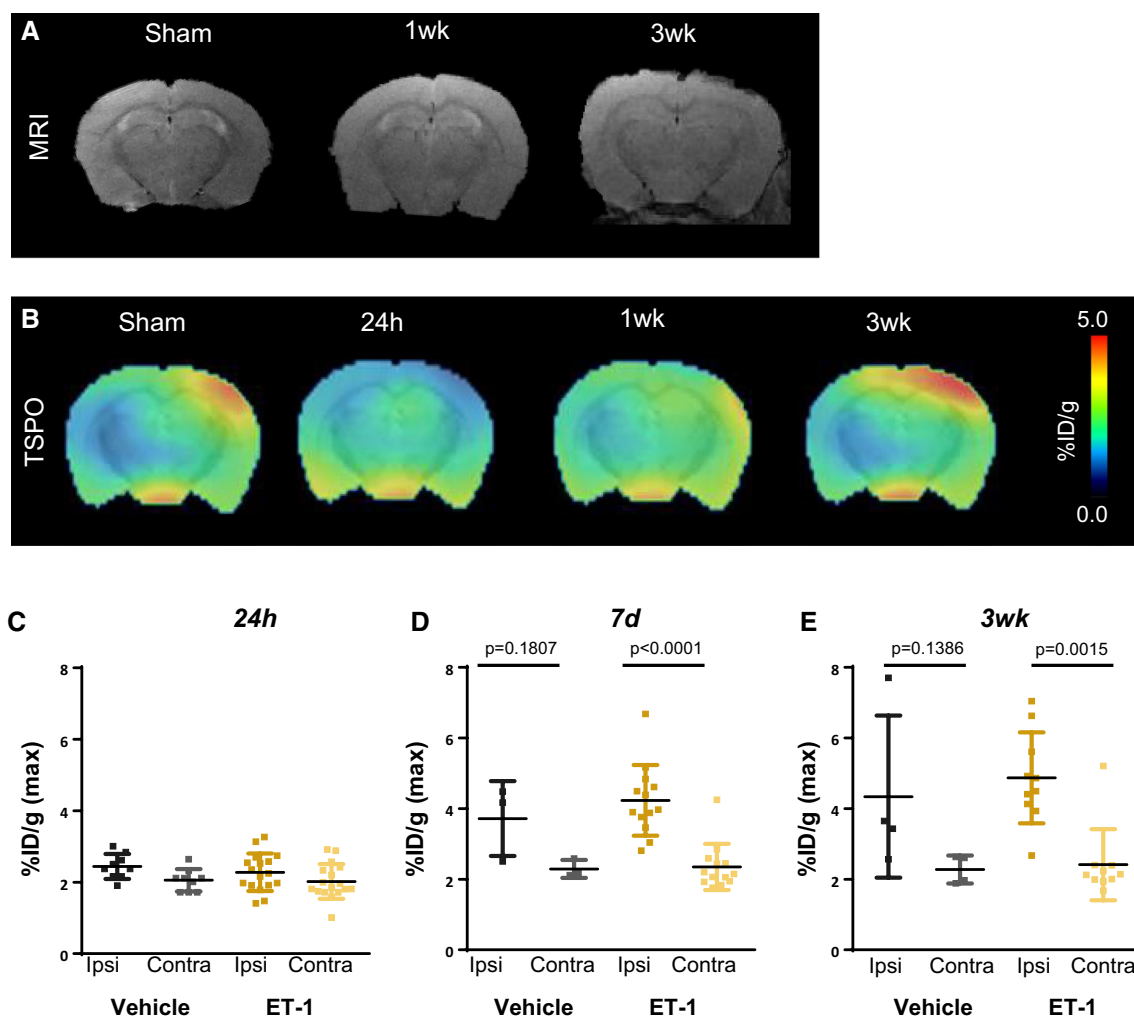 A
Sham 1wk 3wk
MRI
B
Sham 24h 1wk 3wk
TSPO
5.0
%ID/g
0.0
C 24h
%ID/g (max)
8
6
4
2
0
Ipsi Contra Ipsi Contra
Vehicle ET-1
D 7d
p=0.1807 p<0.0001
%ID/g (max)
8
6
4
2
0
Ipsi Contra Ipsi Contra
Vehicle ET-1
E 3wk
p=0.1386 p=0.0015
%ID/g (max)
8
6
4
2
0
Ipsi Contra Ipsi Contra
Vehicle ET-1